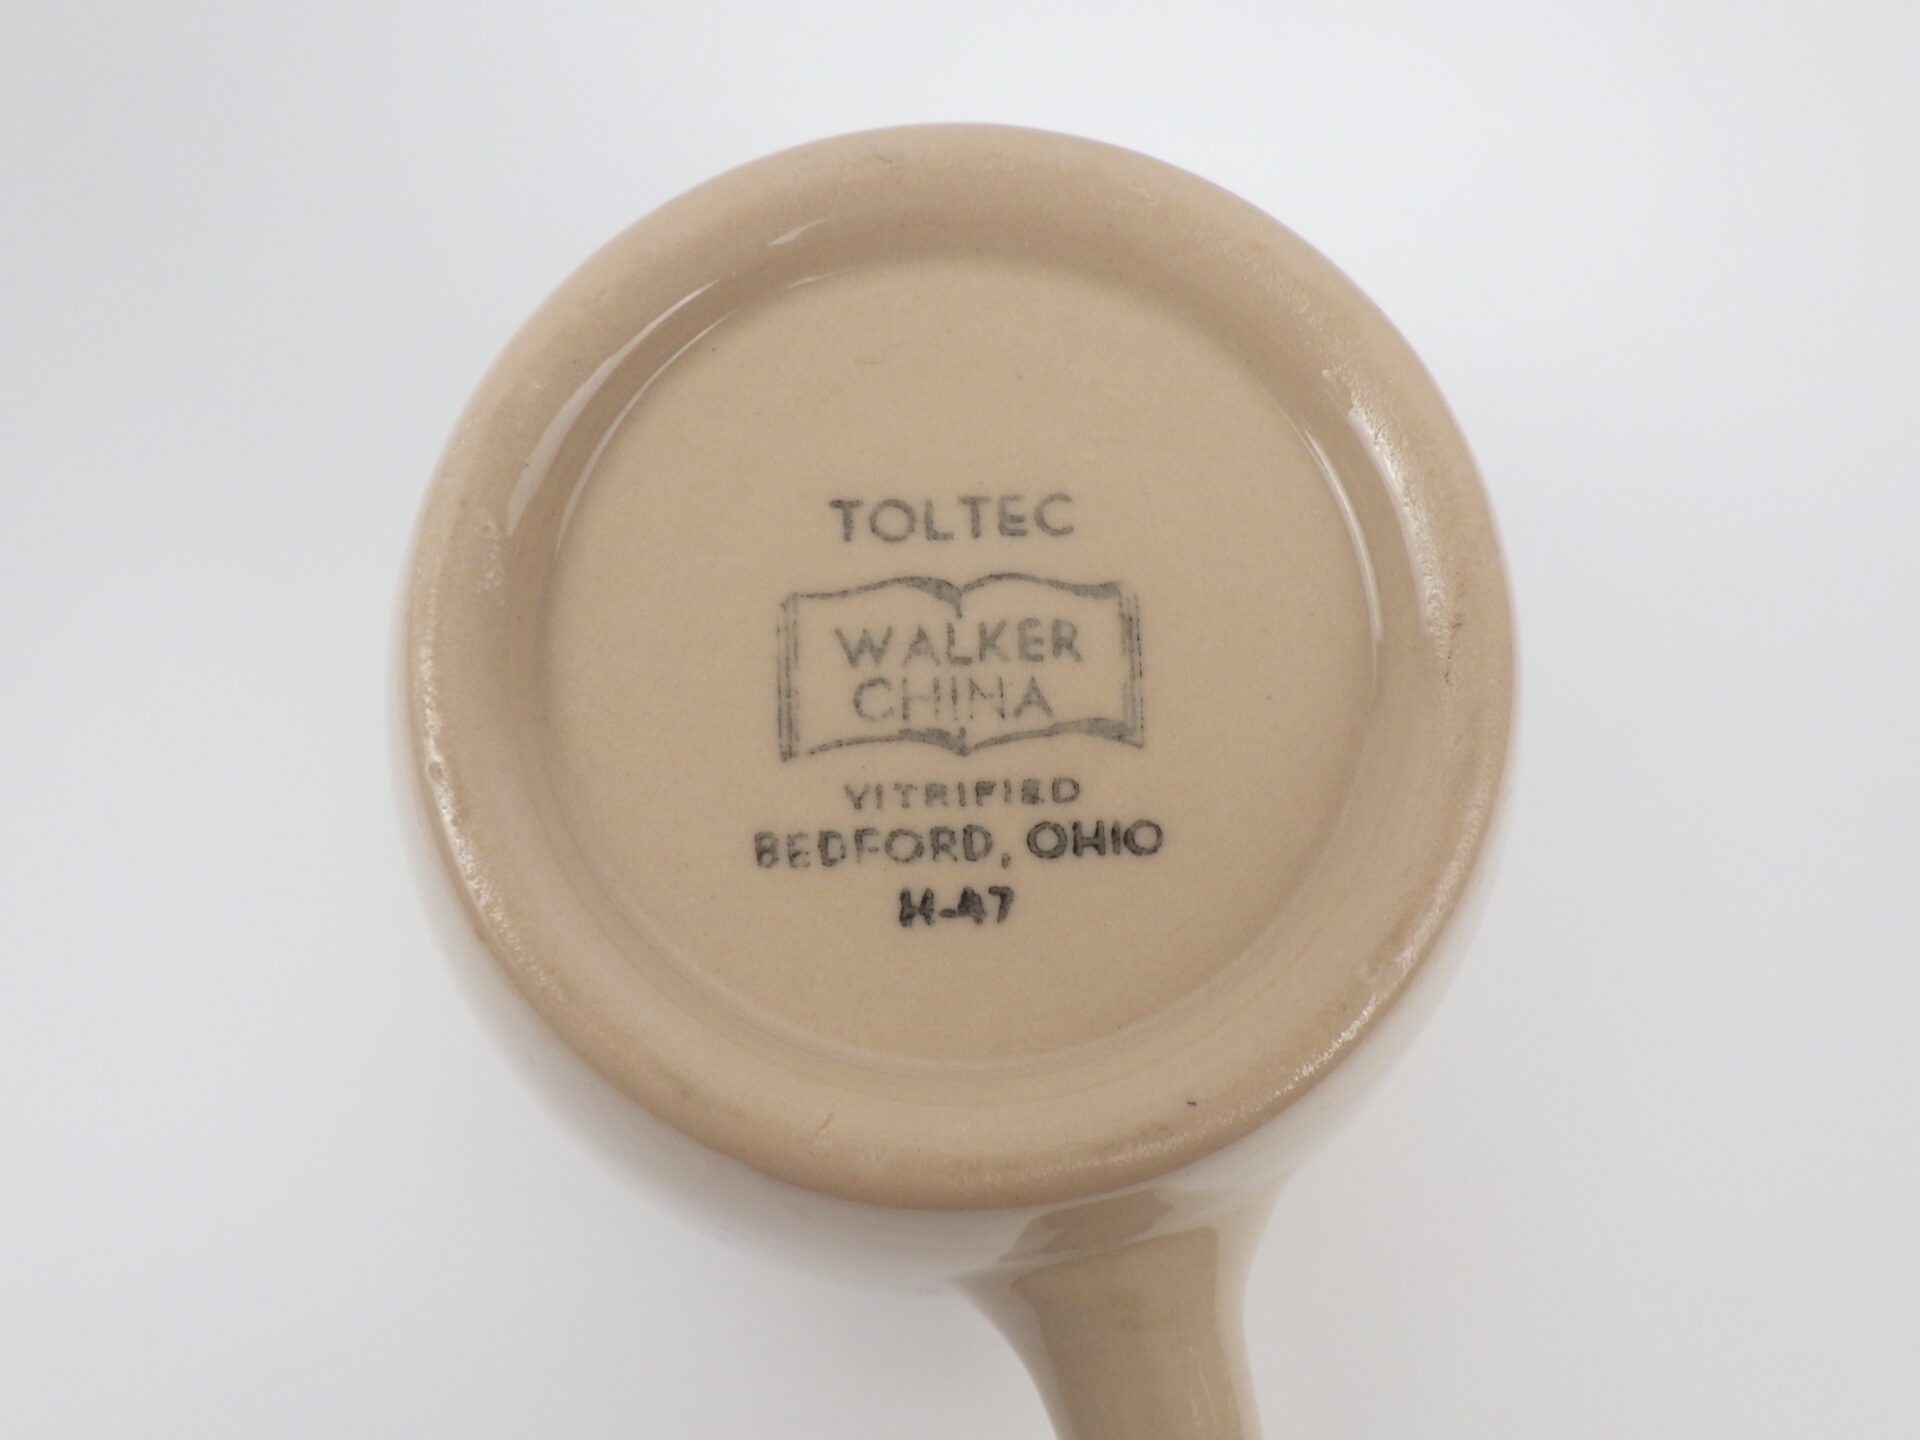 TOLTEC
WALKER
CHINA
VITRIFIED
BEDFORD, OHIO
H-47